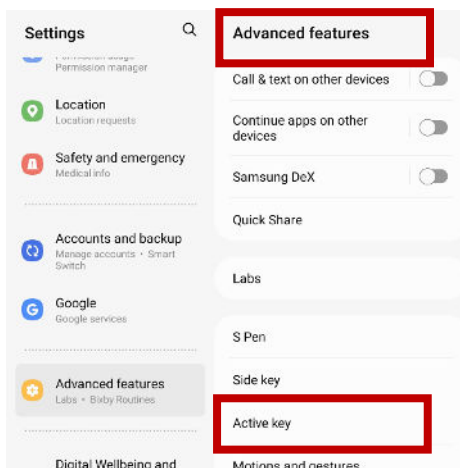 Settings
Permission manager
Location
Location requests
Safety and emergency
Medical info
Accounts and backup
Manage accounts • Smart
Switch
Google
Google services
Advanced features
Labs • Bixby Routines
Digital Wellbeing and
Advanced features
Call & text on other devices
Continue apps on other
devices
Samsung DeX
Quick Share
Labs
S Pen
Side key
Active key
Motions and gestures